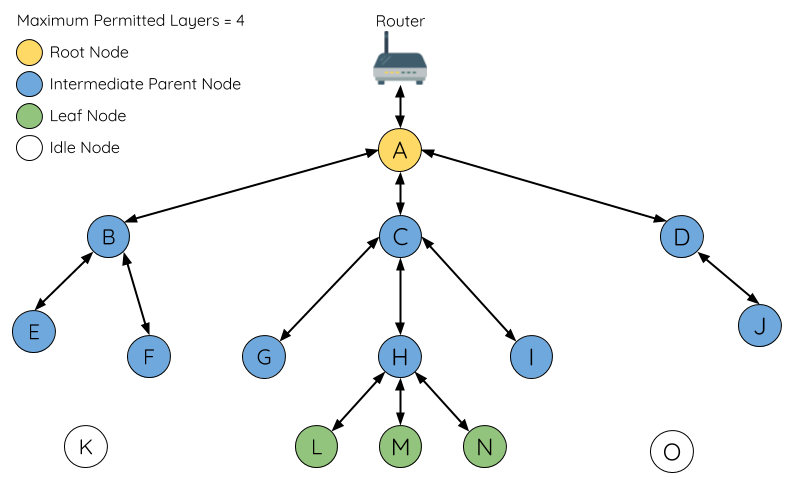 Maximum Permitted Layers = 4
Router
Root Node
Intermediate Parent Node
Leaf Node
Idle Node
A
B
C
D
E
F
G
H
I
J
K
L
M
N
O